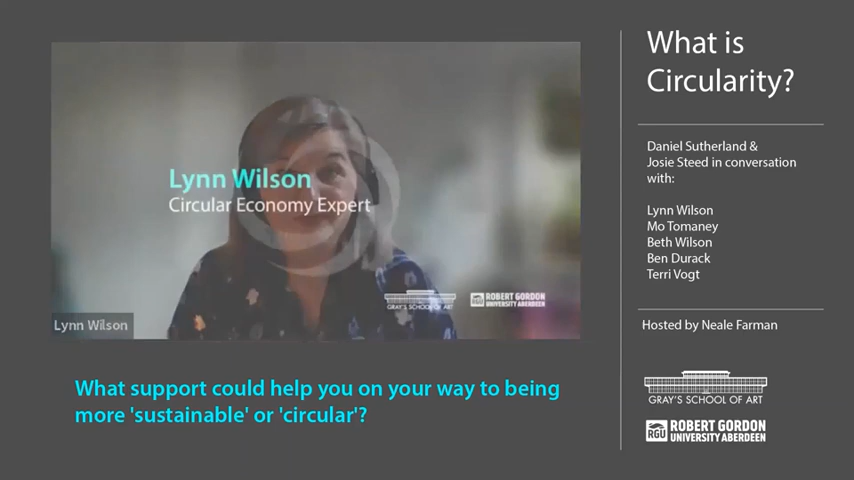 Lynn Wilson
Circular Economy Expert
GRAY'S SCHOOL OF ART
RGU
ROBERT GORDON
UNIVERSITY ABERDEEN
Lynn Wilson
What support could help you on your way to being
more 'sustainable' or 'circular'?
What is
Circularity?
Daniel Sutherland &
Josie Steed in conversation
with:
Lynn Wilson
Mo Tomaney
Beth Wilson
Ben Durack
Terri Vogt
Hosted by Neale Farman
GRAY'S SCHOOL OF ART
RGU
ROBERT GORDON
UNIVERSITY ABERDEEN